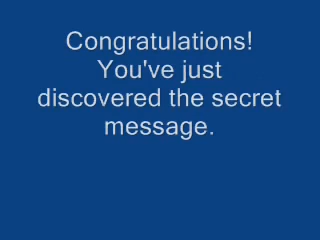 Congratulations!
You've just
discovered the secret
message.